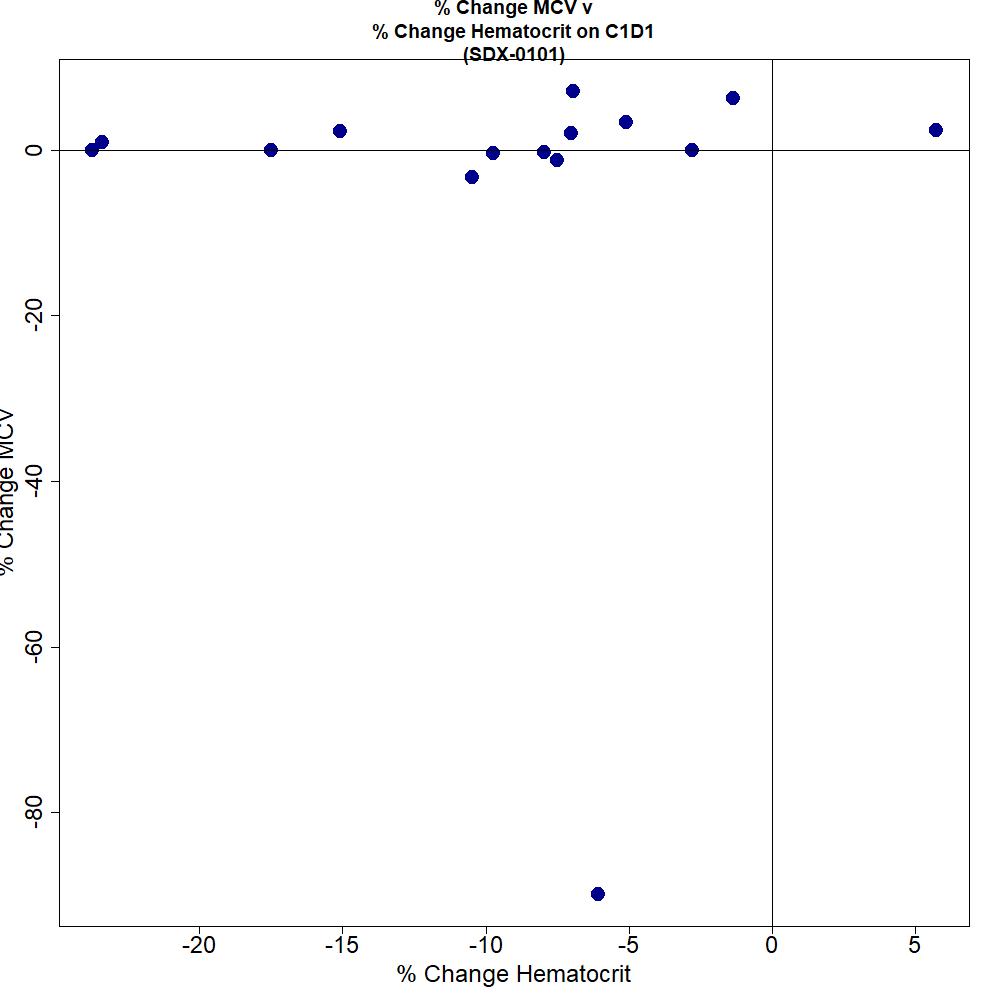 % Change MCV v
% Change Hematocrit on C1D1
(SDX-0101)
0
-20
-40
-60
-80
% Change MCV
-20 -15 -10 -5 0 5
% Change Hematocrit